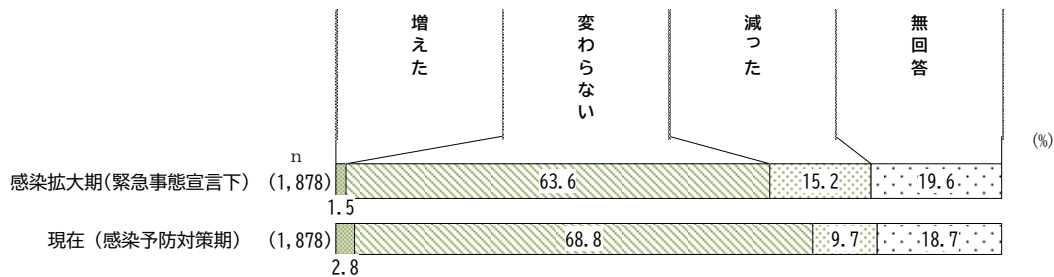 増えた
変わらない
減った
無回答
(%)
n
感染拡大期(緊急事態宣言下) (1,878) 63.6 15.2 19.6
1.5
現在（感染予防対策期） (1,878) 68.8 9.7 18.7
2.8